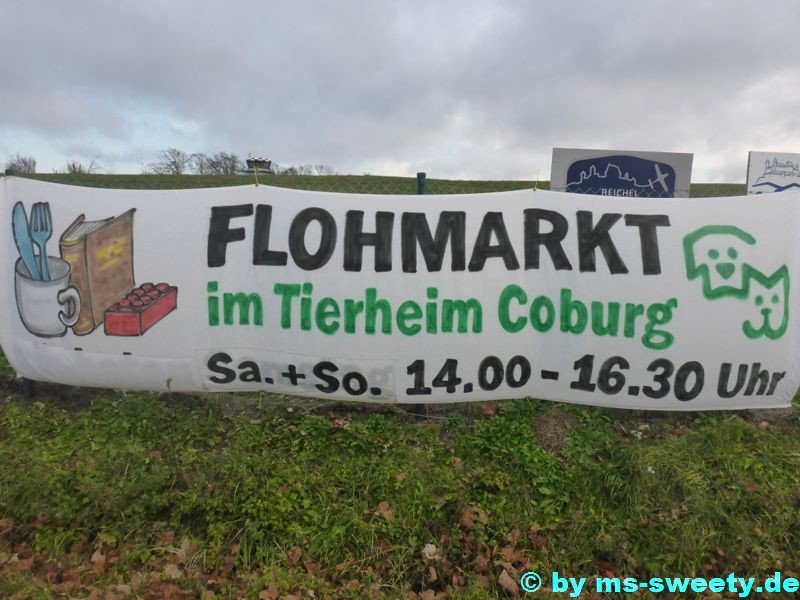 REICHEL
FLOHMARKT
im Tierheim Coburg
Sa. + So. 14.00 - 16.30 Uhr
© by ms-sweety.de